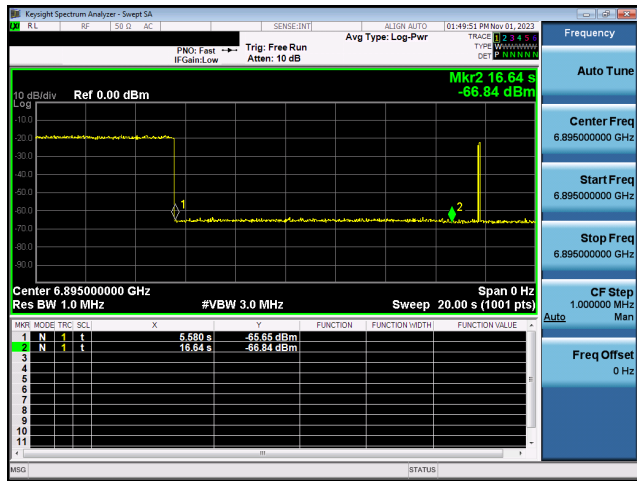 Keysight Spectrum Analyzer - Swept SA
RL RF 50 Ω AC SENSE:INT ALIGN AUTO 01:49:51 PM Nov 01, 2023
PNO: Fast Trig: Free Run Avg Type: Log-Pwr TRACE 1 2 3 4 5 6
IFGain:Low Atten: 10 dB TYPE WWWWWW
DET P N N N N N
Mkr2 16.64 s
10 dB/div Ref 0.00 dBm -66.84 dBm
Log
-10.0
-20.0
-30.0
-40.0
-50.0
-60.0
-70.0
-80.0
-90.0
1
2
Center 6.895000000 GHz Span 0 Hz
Res BW 1.0 MHz #VBW 3.0 MHz Sweep 20.00 s (1001 pts)
MKR MODE TRC SCL X Y FUNCTION FUNCTION WIDTH FUNCTION VALUE
1 N 1 t 5.580 s -65.65 dBm
2 N 1 t 16.64 s -66.84 dBm
3
4
5
6
7
8
9
10
11
MSG STATUS
Frequency
Auto Tune
Center Freq
6.895000000 GHz
Start Freq
6.895000000 GHz
Stop Freq
6.895000000 GHz
CF Step
1.000000 MHz
Auto Man
Freq Offset
0 Hz